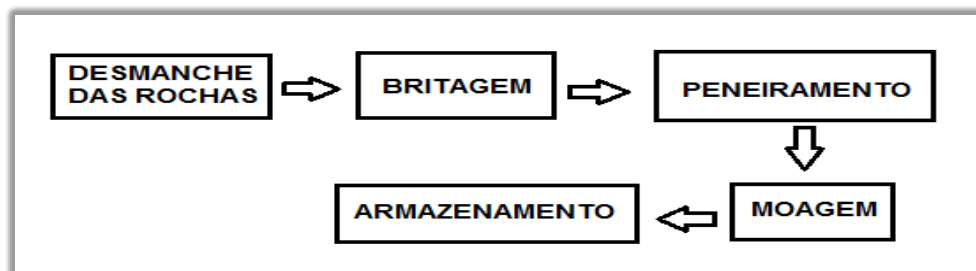 DESMANCHE
DAS ROCHAS
BRITAGEM
PENEIRAMENTO
MOAGEM
ARMAZENAMENTO